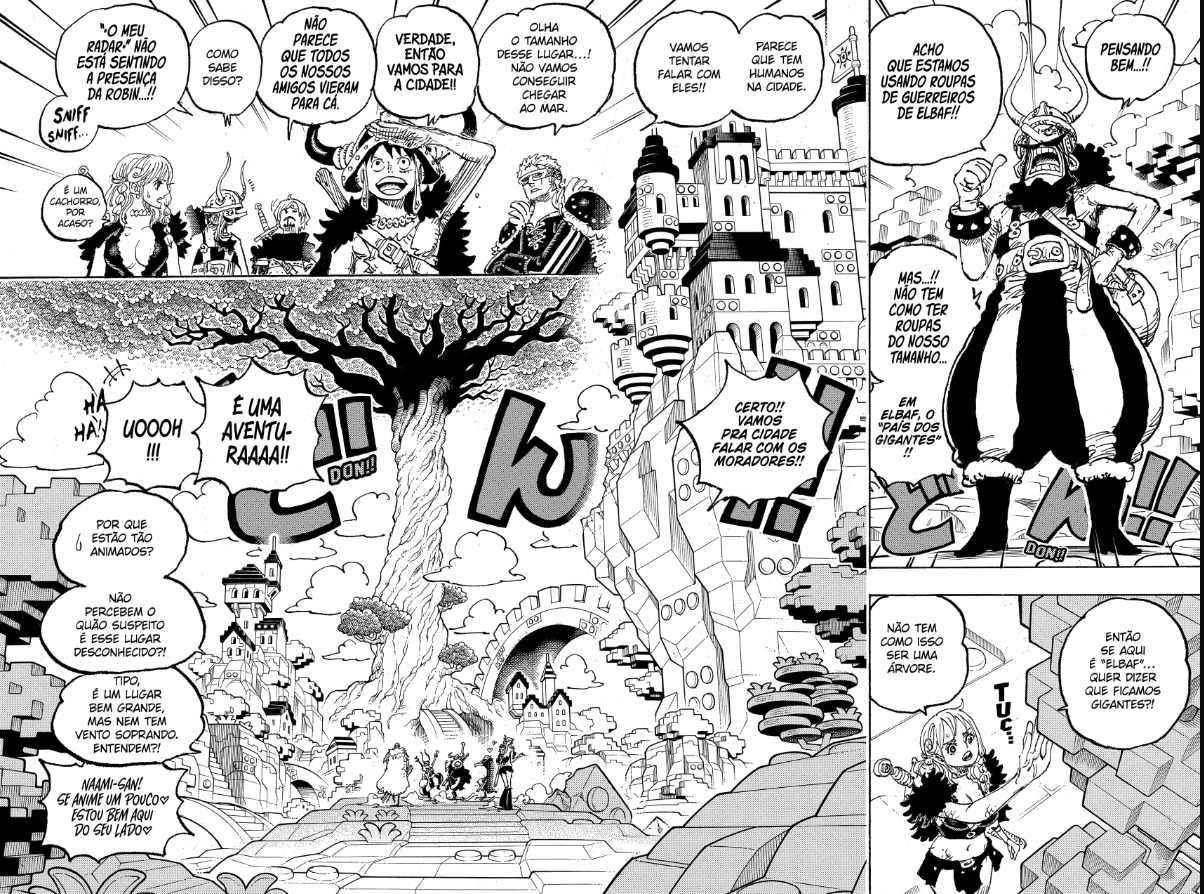 PENSANDO
BEM...!!
ACHO
QUE ESTAMOS
USANDO ROUPAS
DE GUERREIROS
DE ELBAF!!
MAS...!!
NÃO TEM
COMO TER
ROUPAS
DO NOSSO
TAMANHO...
EM
ELBAF, O
"PAÍS DOS
GIGANTES"
!!
どん!!
DON!!
ENTÃO
SE AQUI
É "ELBAF"...
QUER DIZER
QUE FICAMOS
GIGANTES?!
NÃO TEM
COMO ISSO
SER UMA
ÁRVORE.
TUC...
PARECE
QUE TEM
HUMANOS
NA CIDADE.
VAMOS
TENTAR
FALAR COM
ELES!!
OLHA
O TAMANHO
DESSE LUGAR...!
NÃO VAMOS
CONSEGUIR
CHEGAR
AO MAR.
VERDADE,
ENTÃO
VAMOS PARA
A CIDADE!!
NÃO
PARECE
QUE TODOS
OS NOSSOS
AMIGOS VIERAM
PARA CÁ.
COMO
SABE
DISSO?
"·O MEU
RADAR·" NÃO
ESTÁ SENTINDO
A PRESENÇA
DA ROBIN...!!
SNIFF
SNIFF...
É UM
CACHORRO,
POR
ACASO?
CERTO!!
VAMOS
PRA CIDADE
FALAR COM OS
MORADORES!!
どん!!
DON!!
É UMA
AVENTU-
RAAAA!!
UOOOH
!!!
HA
HA!
POR QUE
ESTÃO TÃO
ANIMADOS?
NÃO
PERCEBEM O
QUÃO SUSPEITO
É ESSE LUGAR
DESCONHECIDO?!
TIPO,
É UM LUGAR
BEM GRANDE,
MAS NEM TEM
VENTO SOPRANDO.
ENTENDEM?!
NAAMI-SAN!
SE ANIME UM POUCO♡
ESTOU BEM AQUI
DO SEU LADO♡